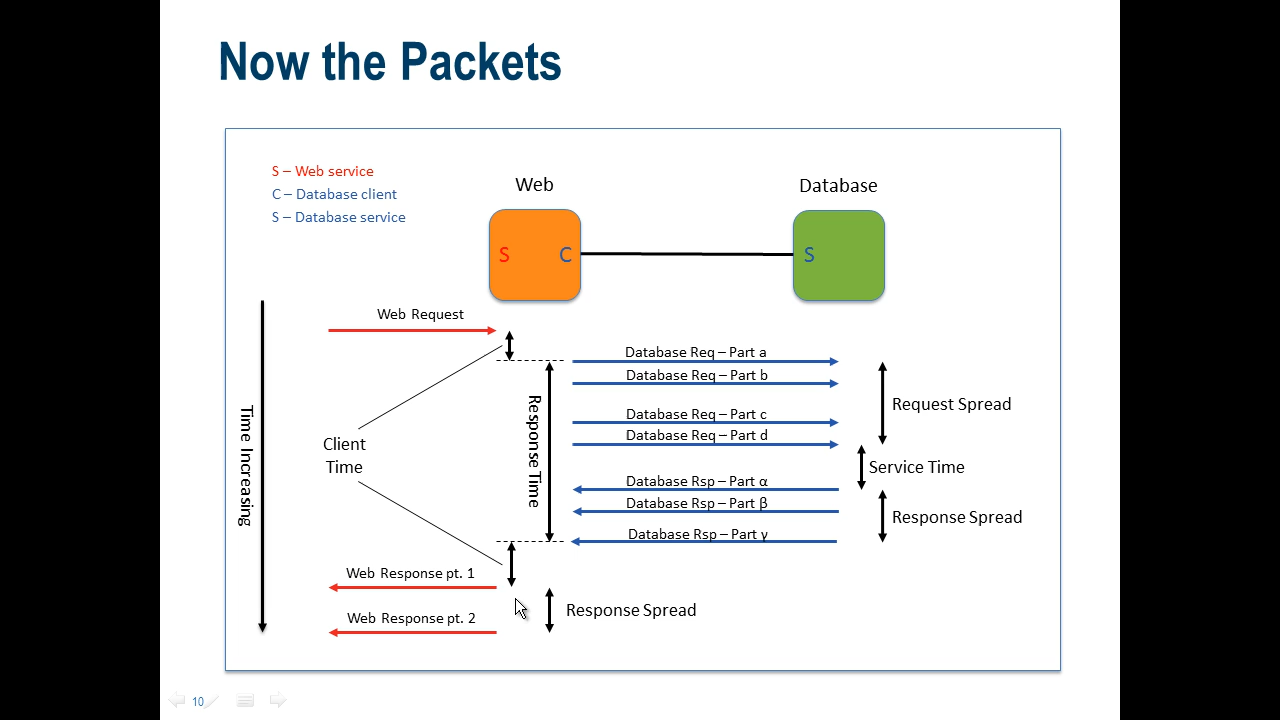 Now the Packets
S – Web service
C – Database client
S – Database service
Web
Database
S
C
S
Web Request
Database Req – Part a
Database Req – Part b
Request Spread
Database Req – Part c
Database Req – Part d
Time Increasing
Response Time
Client
Time
Service Time
Database Rsp – Part α
Database Rsp – Part β
Response Spread
Database Rsp – Part γ
Web Response pt. 1
Response Spread
Web Response pt. 2
10